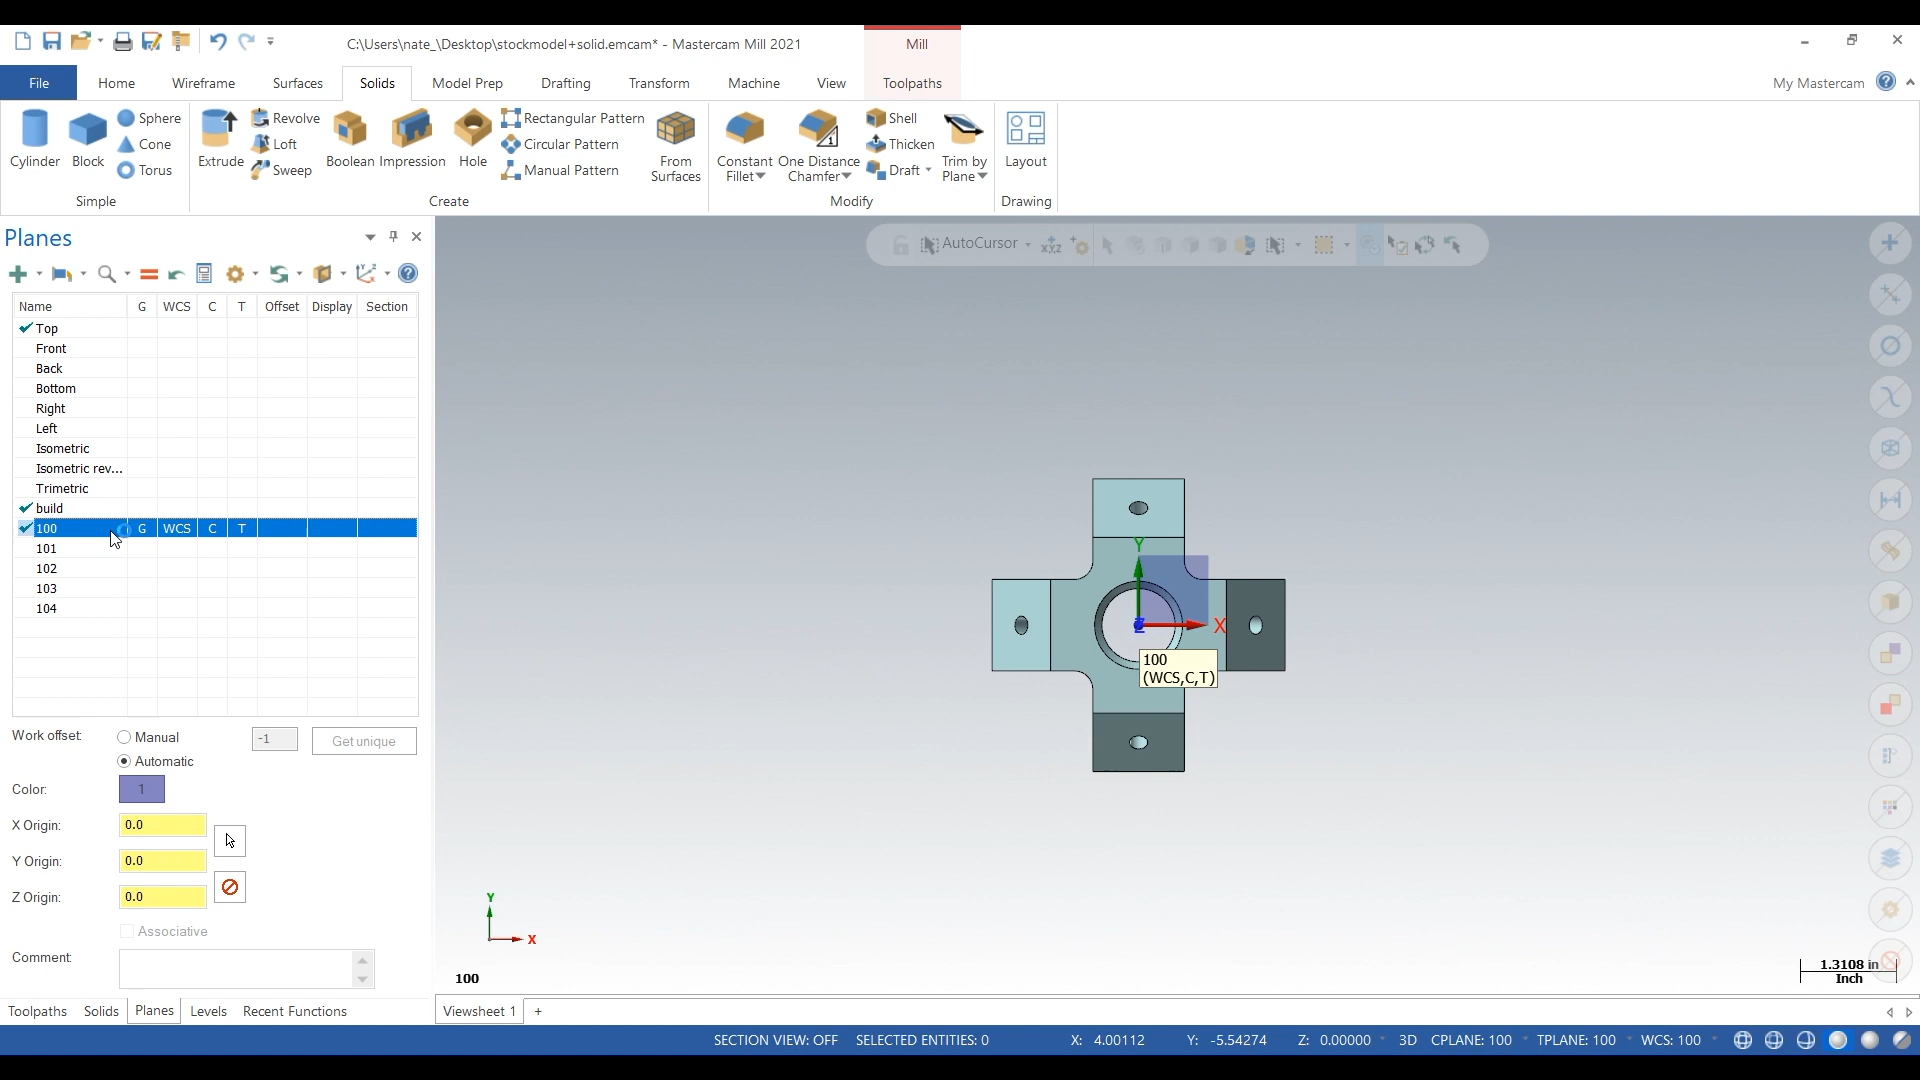 C:\Users\nate_\Desktop\stockmodel+solid.emcam* - Mastercam Mill 2021
Mill
File
Home
Wireframe
Surfaces
Solids
Model Prep
Drafting
Transform
Machine
View
Toolpaths
My Mastercam
Cylinder
Block
Sphere
Cone
Torus
Simple
Extrude
Revolve
Loft
Sweep
Boolean
Impression
Hole
Rectangular Pattern
Circular Pattern
Manual Pattern
From
Surfaces
Create
Constant
Fillet
One Distance
Chamfer
Shell
Thicken
Draft
Trim by
Plane
Modify
Layout
Drawing
Planes
AutoCursor
Name G WCS C T Offset Display Section
Top
Front
Back
Bottom
Right
Left
Isometric
Isometric rev...
Trimetric
build
100 G WCS C T
101
102
103
104
Work offset: Manual -1 Get unique
Automatic
Color: 1
X Origin: 0.0
Y Origin: 0.0
Z Origin: 0.0
Associative
Comment:
Y
X
Z
100
(WCS,C,T)
Y
X
100
1.3108 in
Inch
Toolpaths Solids Planes Levels Recent Functions
Viewsheet 1 +
SECTION VIEW: OFF SELECTED ENTITIES: 0 X: 4.00112 Y: -5.54274 Z: 0.00000 3D CPLANE: 100 TPLANE: 100 WCS: 100